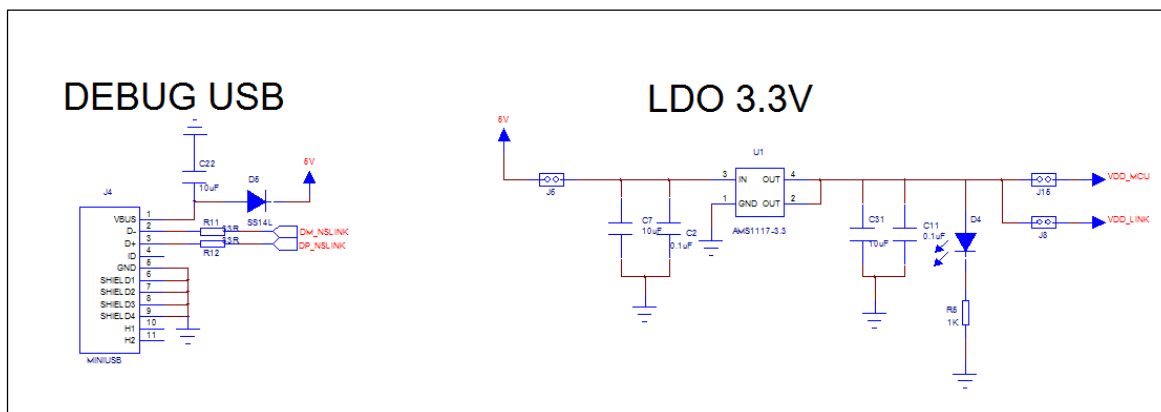 DEBUG USB
LDO 3.3V
5V
C22
10uF
D5
SS14L
5V
J4
VBUS 1
D- 2
D+ 3
ID 4
GND 5
SHIELD1 6
SHIELD2 7
SHIELD3 8
SHIELD4 9
H1 10
H2 11
MINIUSB
R11
33R
33R
R12
DM_NSLINK
DP_NSLINK
J6
C7
10uF
C2
0.1uF
U1
3 IN OUT 4
1 GND OUT 2
AMS1117-3.3
C31
10uF
C11
0.1uF
D4
R5
1K
J15
VDD_MCU
J8
VDD_LINK